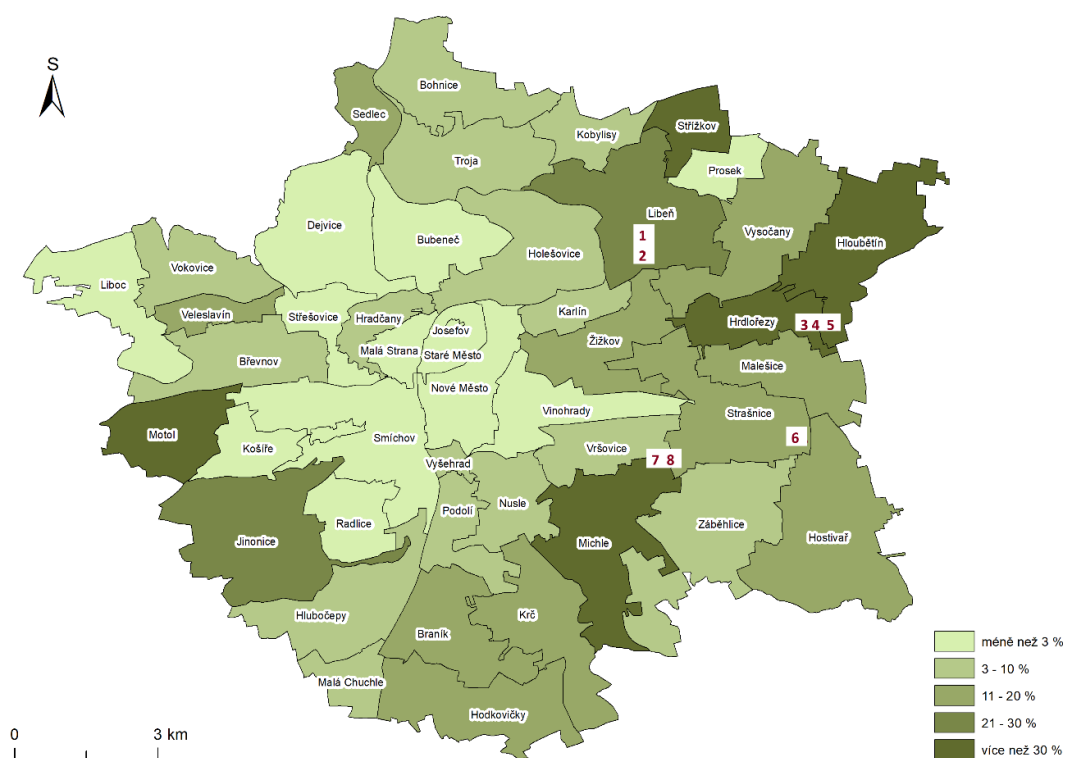 S
Bohnice
Sedlec
Střížkov
Kobylisy
Troja
Prosek
Libeň
Dejvice
Vysočany
Bubeneč
Hloubětín
1
2
Holešovice
Vokovice
Liboc
Veleslavín
Střešovice
Hradčany
Karlín
Josefov
Hrdlořezy
3 4 5
Žižkov
Malá Strana
Staré Město
Břevnov
Malešice
Nové Město
Vinohrady
Strašnice
Motol
Smíchov
6
Košíře
Vršovice
Vyšehrad
7 8
Nusle
Podolí
Radlice
Záběhlice
Jinonice
Michle
Hostivař
Hlubočepy
Krč
Braník
Malá Chuchle
Hodkovičky
méně než 3 %
3 - 10 %
11 - 20 %
21 - 30 %
více než 30 %
0
3 km